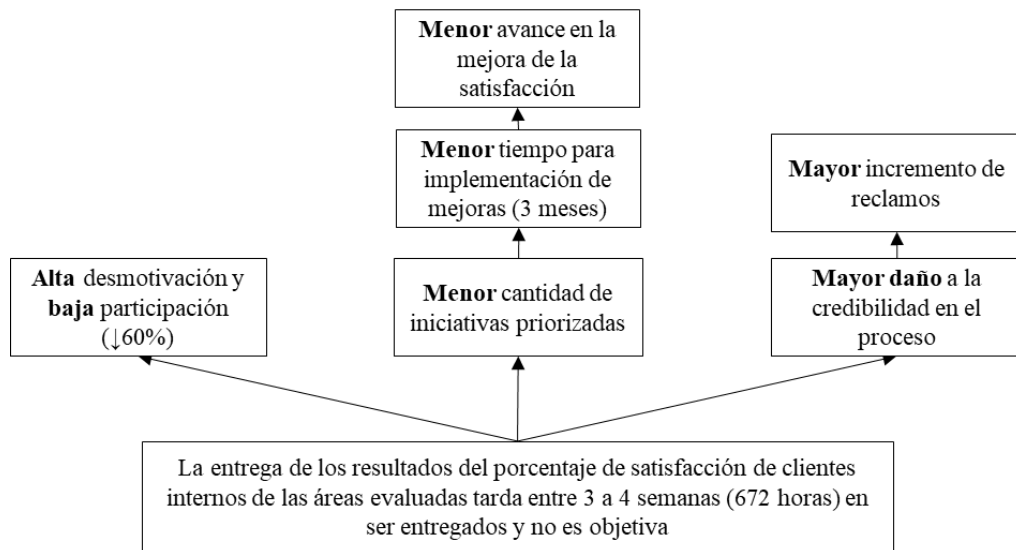 Menor avance en la
mejora de la
satisfacción
Menor tiempo para
implementación de
mejoras (3 meses)
Mayor incremento de
reclamos
Alta desmotivación y
baja participación
(↓60%)
Menor cantidad de
iniciativas priorizadas
Mayor daño a la
credibilidad en el
proceso
La entrega de los resultados del porcentaje de satisfacción de clientes
internos de las áreas evaluadas tarda entre 3 a 4 semanas (672 horas) en
ser entregados y no es objetiva